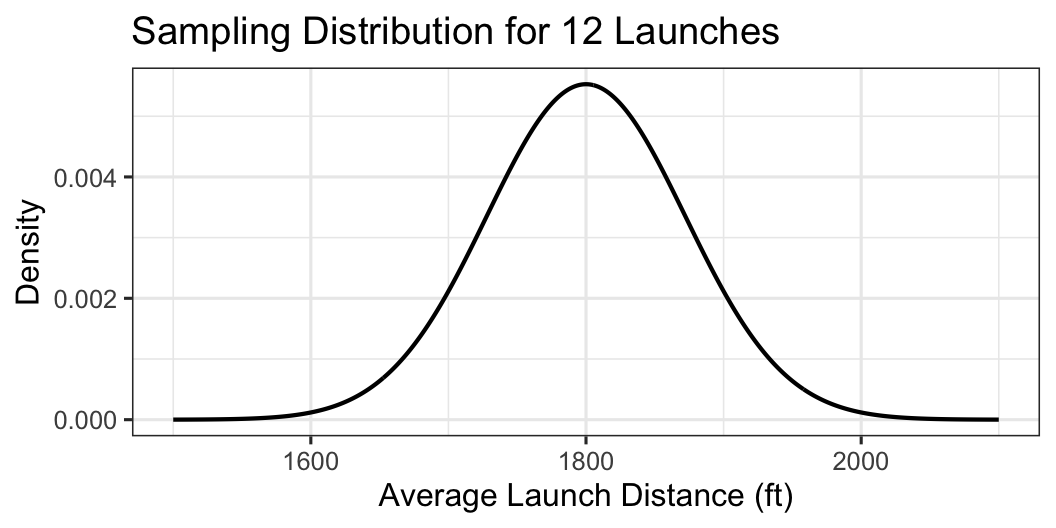 Sampling Distribution for 12 Launches
Density
0.004
0.002
0.000
1600 1800 2000
Average Launch Distance (ft)